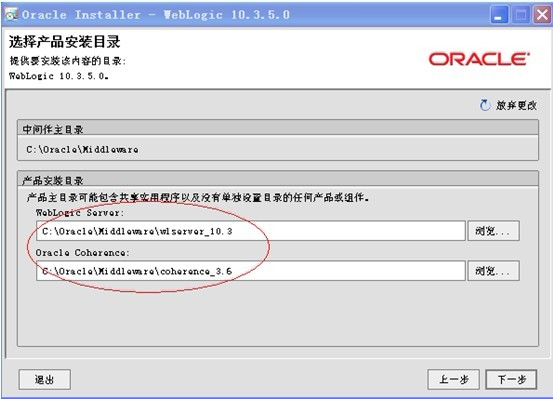 Oracle Installer - WebLogic 10.3.5.0
选择产品安装目录
提供要安装该内容的目录:
WebLogic 10.3.5.0。
ORACLE
放弃更改
中间件主目录
C:\Oracle\Middleware
产品安装目录
产品主目录可能包含共享实用程序以及没有单独设置目录的任何产品或组件。
WebLogic Server:
C:\Oracle\Middleware\wlserver_10.3
浏览...
Oracle Coherence:
C:\Oracle\Middleware\coherence_3.6
浏览...
退出
上一步
下一步